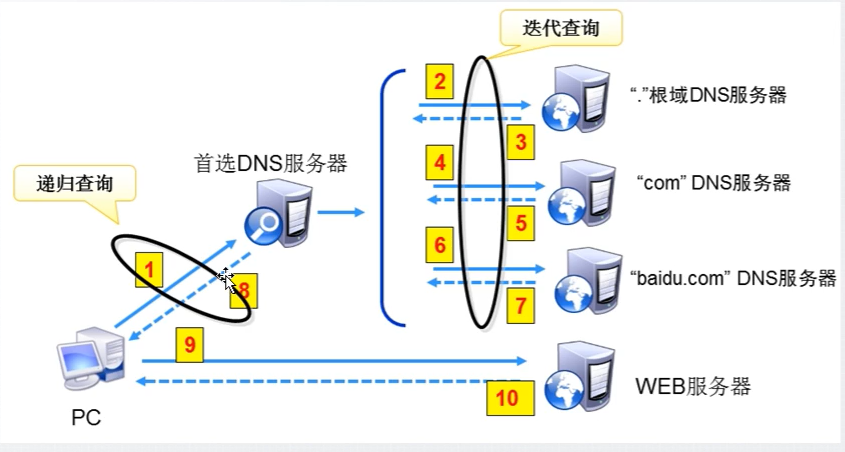 迭代查询
2
“.”根域DNS服务器
3
首选DNS服务器
4
“com” DNS服务器
递归查询
5
6
1
“baidu.com” DNS服务器
8
7
9
WEB服务器
10
PC